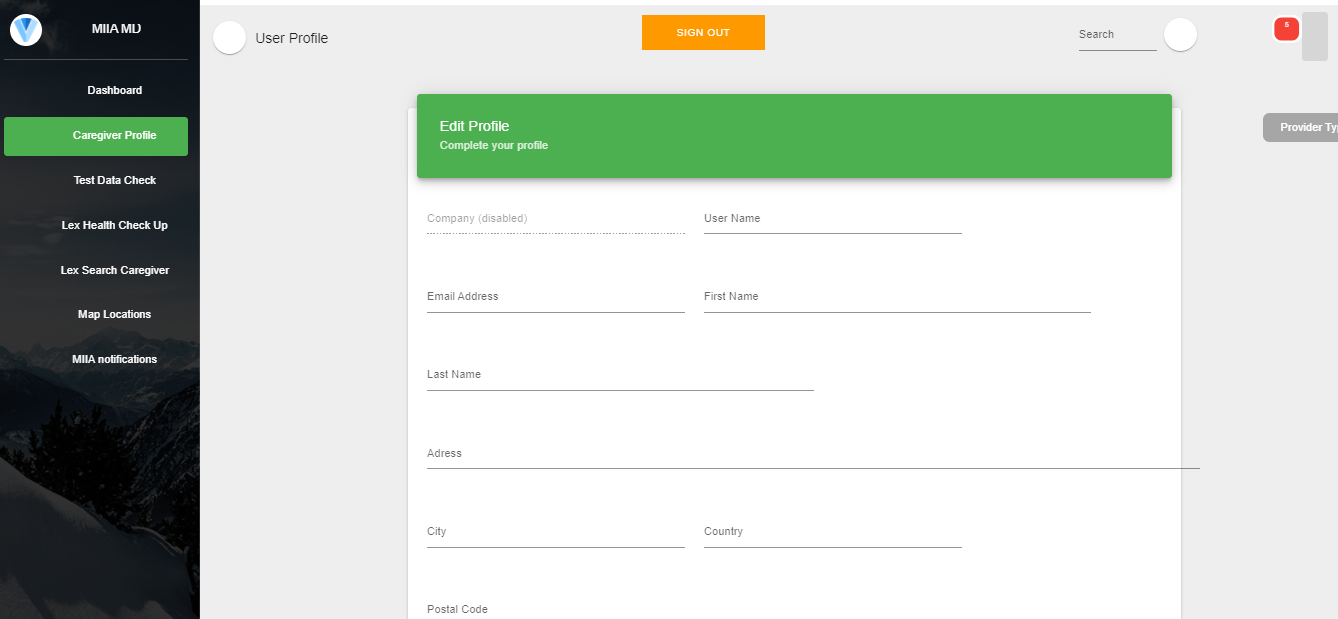 MIIA MD
Dashboard
Caregiver Profile
Test Data Check
Lex Health Check Up
Lex Search Caregiver
Map Locations
MIIA notifications
User Profile
SIGN OUT
Search
5
Provider Ty
Edit Profile
Complete your profile
Company (disabled)
User Name
Email Address
First Name
Last Name
Adress
City
Country
Postal Code